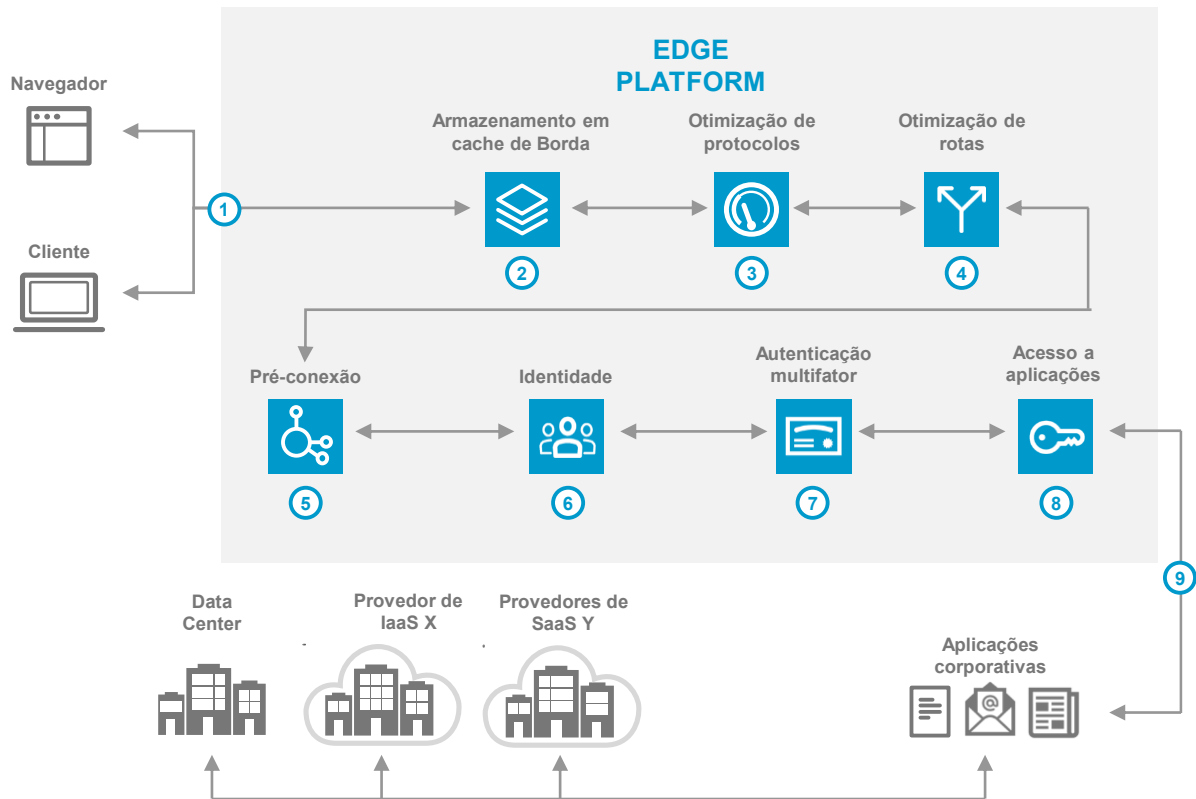 EDGE
PLATFORM
Navegador
Cliente
1
Armazenamento em
cache de Borda
2
Otimização de
protocolos
3
Otimização de
rotas
4
Pré-conexão
5
Identidade
6
Autenticação
multifator
7
Acesso a
aplicações
8
9
Data
Center
Provedor de
IaaS X
Provedores de
SaaS Y
Aplicações
corporativas
@